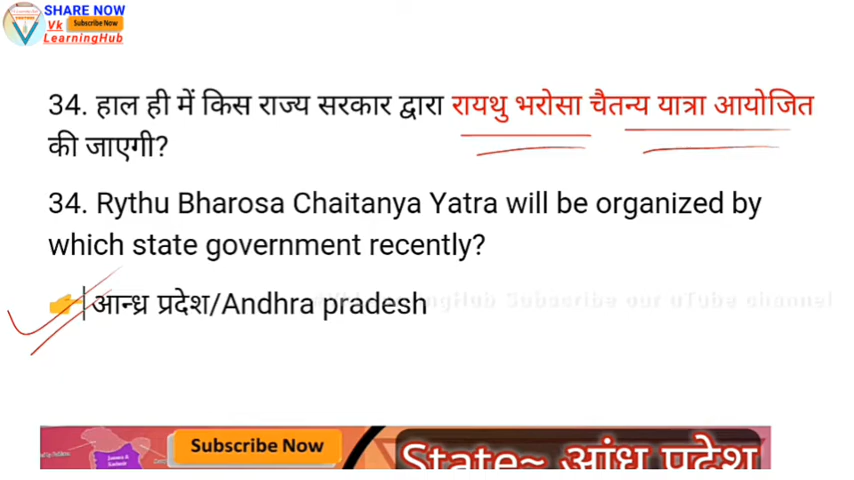 SHARE NOW
Vk Subscribe Now
LearningHub
34. हाल ही में किस राज्य सरकार द्वारा रायथु भरोसा चैतन्य यात्रा आयोजित
की जाएगी?
34. Rythu Bharosa Chaitanya Yatra will be organized by
which state government recently?
आन्ध्र प्रदेश/Andhra pradesh
LearningHub Subscribe our uTube channel
Subscribe Now
State~ आंध्र प्रदेश